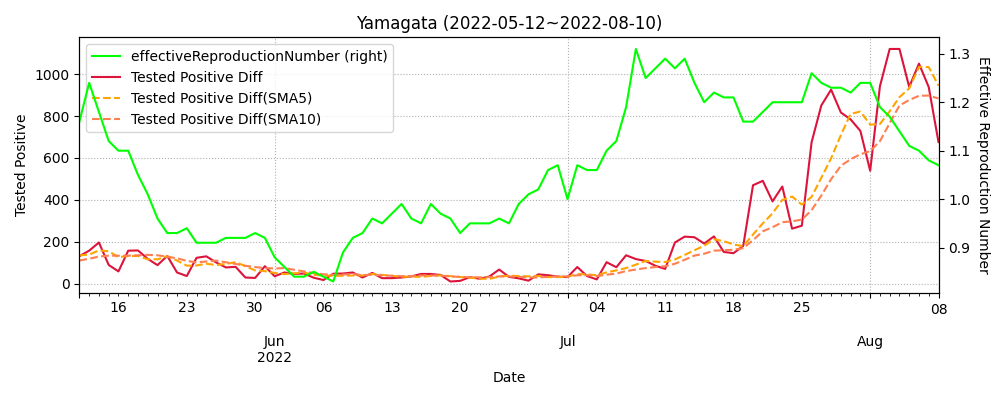 Yamagata (2022-05-12~2022-08-10)
effectiveReproductionNumber (right)
Tested Positive Diff
Tested Positive Diff(SMA5)
Tested Positive Diff(SMA10)
Tested Positive
1000
800
600
400
200
0
Effective Reproduction Number
1.3
1.2
1.1
1.0
0.9
16 23 30 06 13 20 27 04 11 18 25 08
Jun Jul Aug
2022
Date